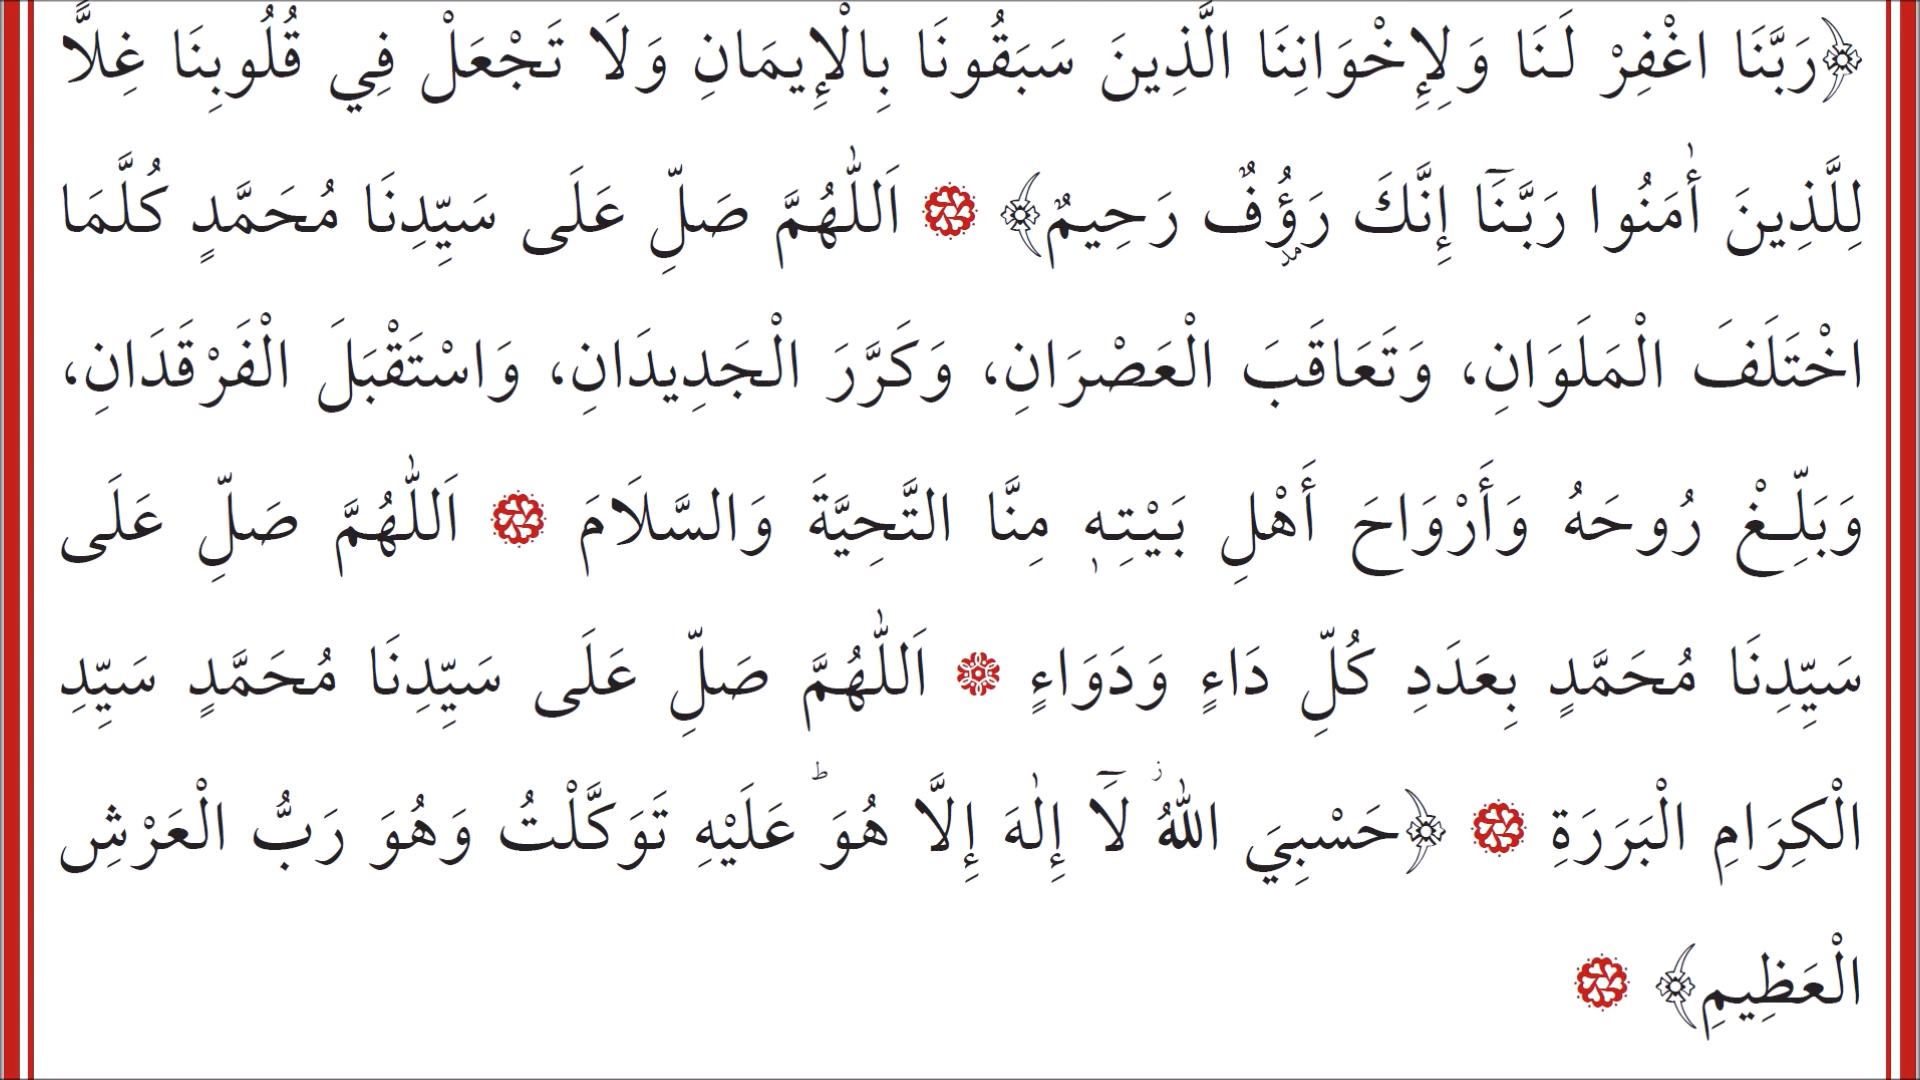 ﴿رَبَّنَا اغْفِرْ لَنَا وَلِإِخْوَانِنَا الَّذِينَ سَبَقُونَا بِالْإِيمَانِ وَلَا تَجْعَلْ فِي قُلُوبِنَا غِلًّا
لِلَّذِينَ أٰمَنُوا رَبَّنَٓا إِنَّكَ رَؤُفٌ رَحِيمٌ﴾ اَللّٰهُمَّ صَلِّ عَلَى سَيِّدِنَا مُحَمَّدٍ كُلَّمَا
اخْتَلَفَ الْمَلَوَانِ، وَتَعَاقَبَ الْعَصْرَانِ، وَكَرَّرَ الْجَدِيدَانِ، وَاسْتَقْبَلَ الْفَرْقَدَانِ،
وَبَلِّغْ رُوحَهُ وَأَرْوَاحَ أَهْلِ بَيْتِهٖ مِنَّا التَّحِيَّةَ وَالسَّلَامَ اَللّٰهُمَّ صَلِّ عَلَى
سَيِّدِنَا مُحَمَّدٍ بِعَدَدِ كُلِّ دَاءٍ وَدَوَاءٍ اَللّٰهُمَّ صَلِّ عَلَى سَيِّدِنَا مُحَمَّدٍ سَيِّدِ
الْكِرَامِ الْبَرَرَةِ ﴿حَسْبِيَ اللّٰهُ لَٓا إِلٰهَ إِلَّا هُوَ عَلَيْهِ تَوَكَّلْتُ وَهُوَ رَبُّ الْعَرْشِ
الْعَظِيمِ﴾